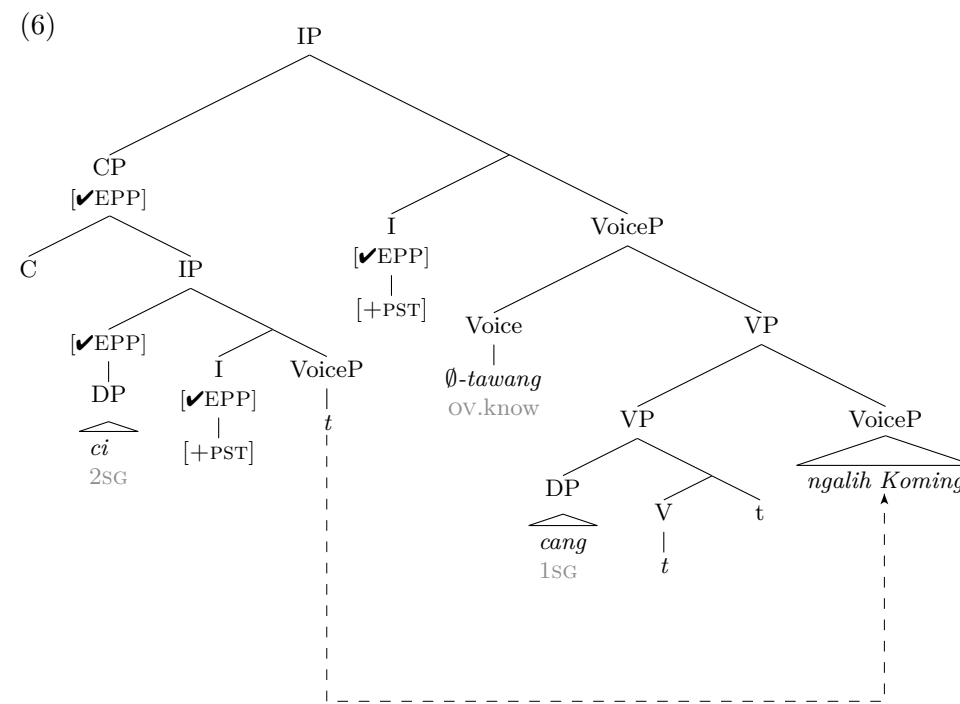 (6)
IP
CP
[✔EPP]
I
[✔EPP]
[+PST]
VoiceP
C
IP
Voice
∅-tawang
OV.know
VP
[✔EPP]
DP
ci
2SG
I
[✔EPP]
[+PST]
VoiceP
t
VP
VoiceP
ngalih Koming
DP
cang
1SG
V
t
t